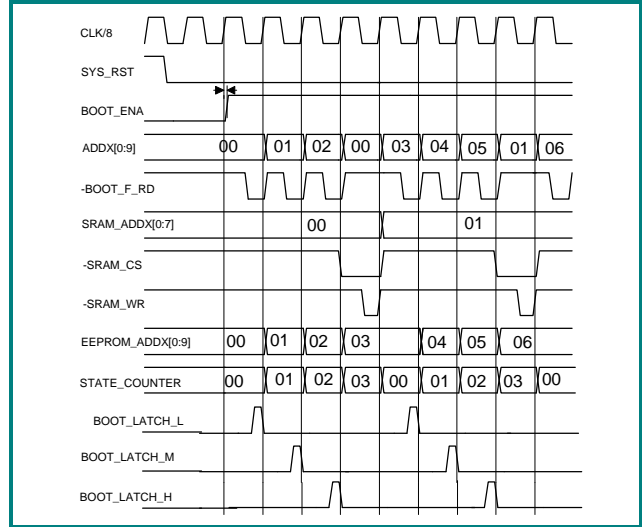 CLK/8
SYS_RST
BOOT_ENA
ADDX[0:9] 00 01 02 00 03 04 05 01 06
-BOOT_F_RD
SRAM_ADDX[0:7] 00 01
-SRAM_CS
-SRAM_WR
EEPROM_ADDX[0:9] 00 01 02 03 04 05 06
STATE_COUNTER 00 01 02 03 00 01 02 03 00
BOOT_LATCH_L
BOOT_LATCH_M
BOOT_LATCH_H